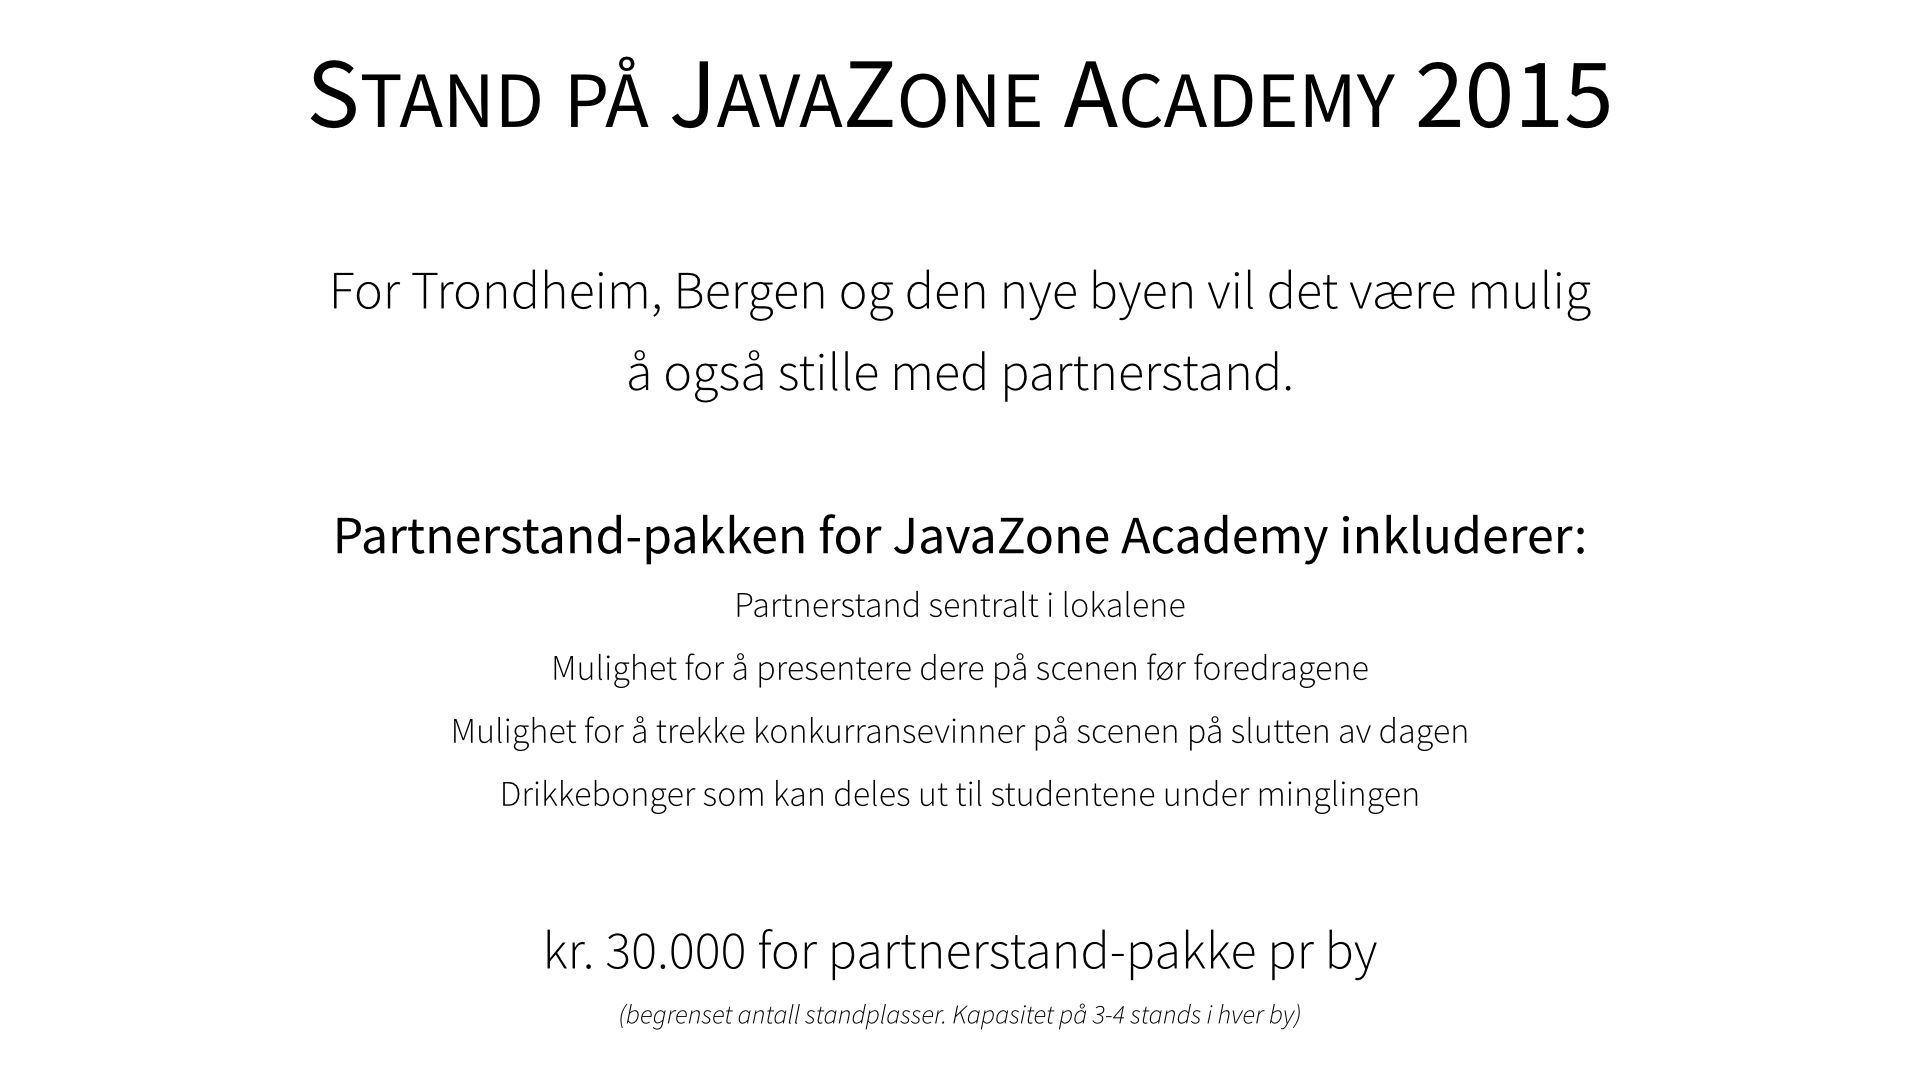 Stand på JavaZone Academy 2015
For Trondheim, Bergen og den nye byen vil det være mulig
å også stille med partnerstand.
Partnerstand-pakken for JavaZone Academy inkluderer:
Partnerstand sentralt i lokalene
Mulighet for å presentere dere på scenen før foredragene
Mulighet for å trekke konkurransevinner på scenen på slutten av dagen
Drikkebonger som kan deles ut til studentene under minglingen
kr. 30.000 for partnerstand-pakke pr by
(begrenset antall standplasser. Kapasitet på 3-4 stands i hver by)